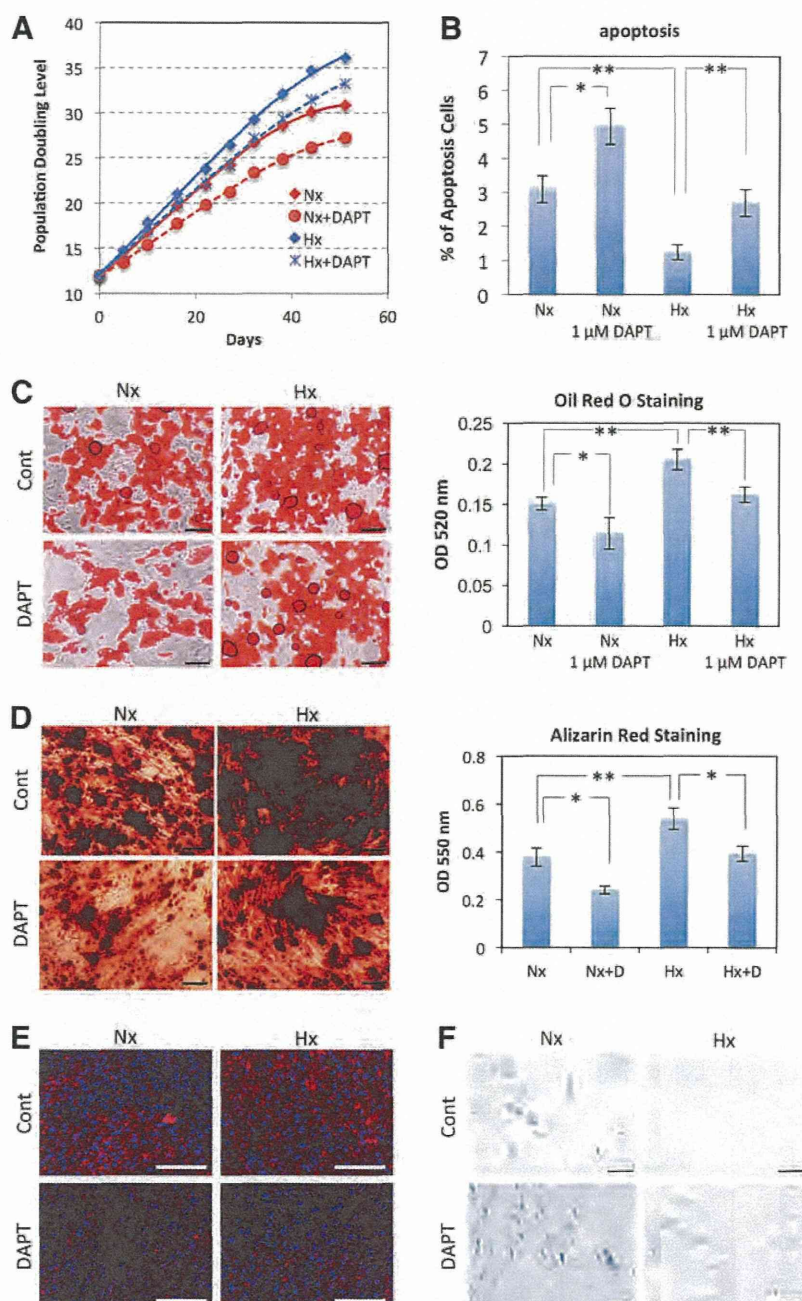 A
Population Doubling Level
40
35
30
25
20
15
10
0
20
40
60
Days
Nx
Nx+DAPT
Hx
Hx+DAPT
B
apoptosis
% of Apoptosis Cells
7
6
5
4
3
2
1
0
**
*
**
Nx
Nx
1 µM DAPT
Hx
Hx
1 µM DAPT
C
Nx
Hx
Cont
DAPT
Oil Red O Staining
OD 520 nm
0.25
0.2
0.15
0.1
0.05
0
**
*
**
Nx
Nx
1 µM DAPT
Hx
Hx
1 µM DAPT
D
Nx
Hx
Cont
DAPT
Alizarin Red Staining
OD 550 nm
0.8
0.6
0.4
0.2
0
**
*
*
Nx
Nx+D
Hx
Hx+D
E
Nx
Hx
Cont
DAPT
F
Nx
Hx
Cont
DAPT